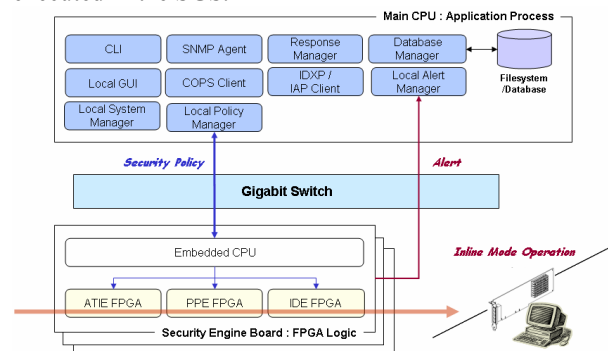 Main CPU : Application Process
CLI
SNMP Agent
Response
Manager
Database
Manager
Local GUI
COPS Client
IDXP /
IAP Client
Local Alert
Manager
Filesystem
/Database
Local System
Manager
Local Policy
Manager
Security Policy
Alert
Gigabit Switch
Embedded CPU
Inline Mode Operation
ATIE FPGA
PPE FPGA
IDE FPGA
Security Engine Board : FPGA Logic